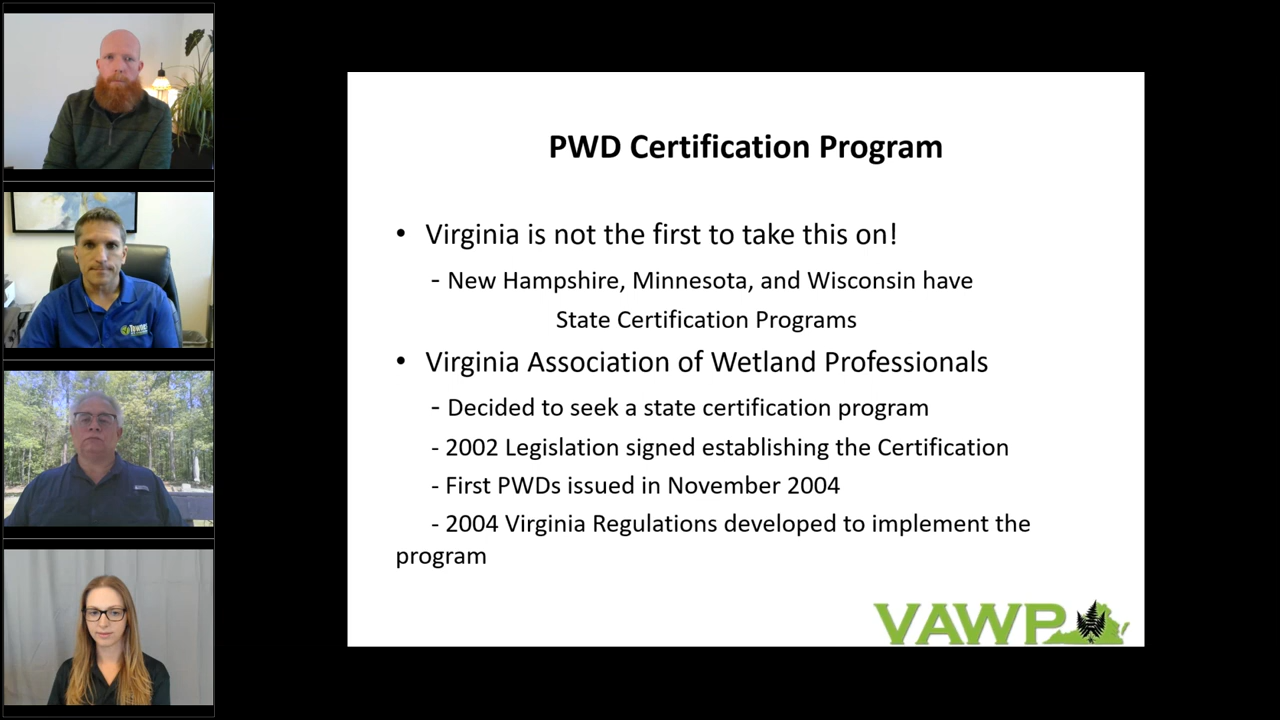 PWD Certification Program
• Virginia is not the first to take this on!
- New Hampshire, Minnesota, and Wisconsin have
State Certification Programs
• Virginia Association of Wetland Professionals
- Decided to seek a state certification program
- 2002 Legislation signed establishing the Certification
- First PWDs issued in November 2004
- 2004 Virginia Regulations developed to implement the
program
VAWP